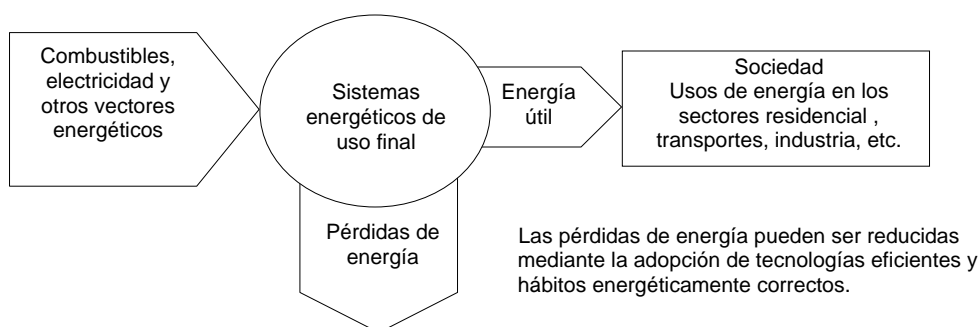 Combustibles,
electricidad y
otros vectores
energéticos
Sistemas
energéticos de
uso final
Energía
útil
Sociedad
Usos de energía en los
sectores residencial ,
transportes, industria, etc.
Pérdidas de
energía
Las pérdidas de energía pueden ser reducidas
mediante la adopción de tecnologías eficientes y
hábitos energéticamente correctos.